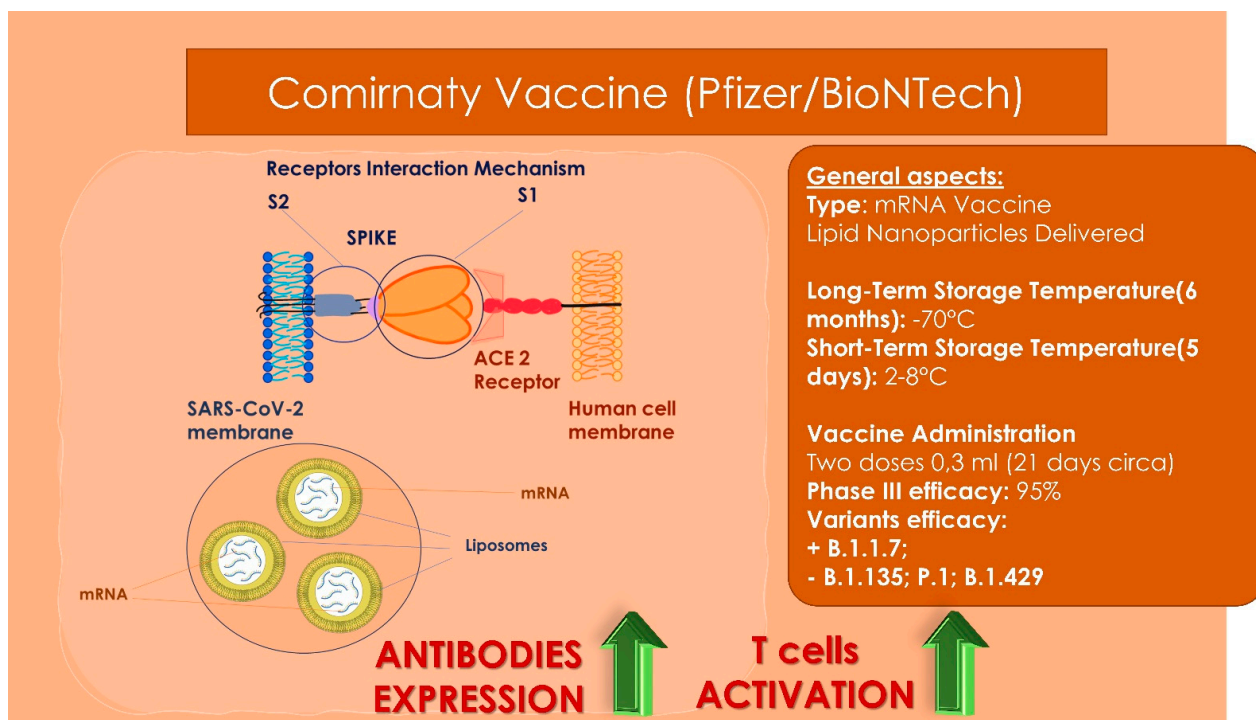 Comirnaty Vaccine (Pfizer/BioNTech)
Receptors Interaction Mechanism
S2
S1
SPIKE
ACE 2
Receptor
SARS-CoV-2
membrane
Human cell
membrane
mRNA
Liposomes
mRNA
ANTIBODIES
EXPRESSION
T cells
ACTIVATION
General aspects:
Type: mRNA Vaccine
Lipid Nanoparticles Delivered
Long-Term Storage Temperature(6
months): -70°C
Short-Term Storage Temperature(5
days): 2-8°C
Vaccine Administration
Two doses 0,3 ml (21 days circa)
Phase III efficacy: 95%
Variants efficacy:
+ B.1.1.7;
- B.1.135; P.1; B.1.429